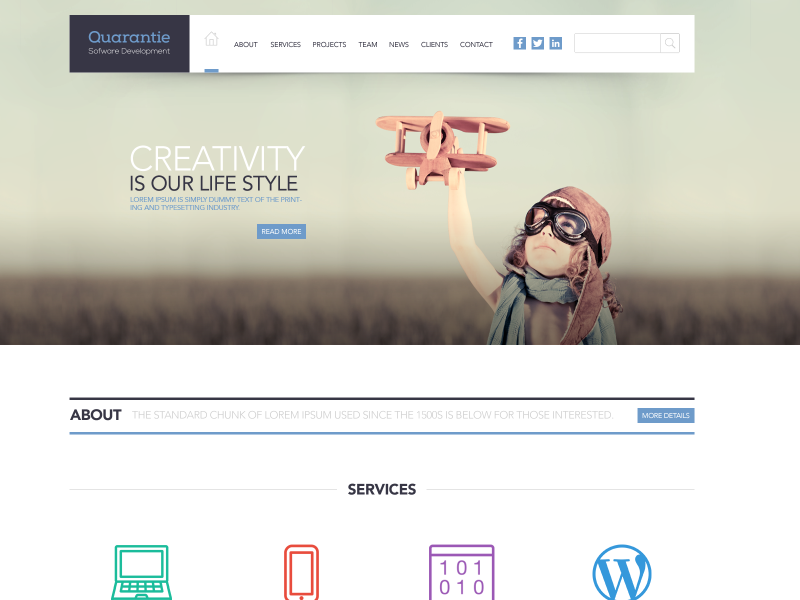 Quarantie
Sofware Development
ABOUT SERVICES PROJECTS TEAM NEWS CLIENTS CONTACT
CREATIVITY
IS OUR LIFE STYLE
LOREM IPSUM IS SIMPLY DUMMY TEXT OF THE PRINT-
ING AND TYPESETTING INDUSTRY.
READ MORE
ABOUT THE STANDARD CHUNK OF LOREM IPSUM USED SINCE THE 1500S IS BELOW FOR THOSE INTERESTED. MORE DETAILS
SERVICES
101
010